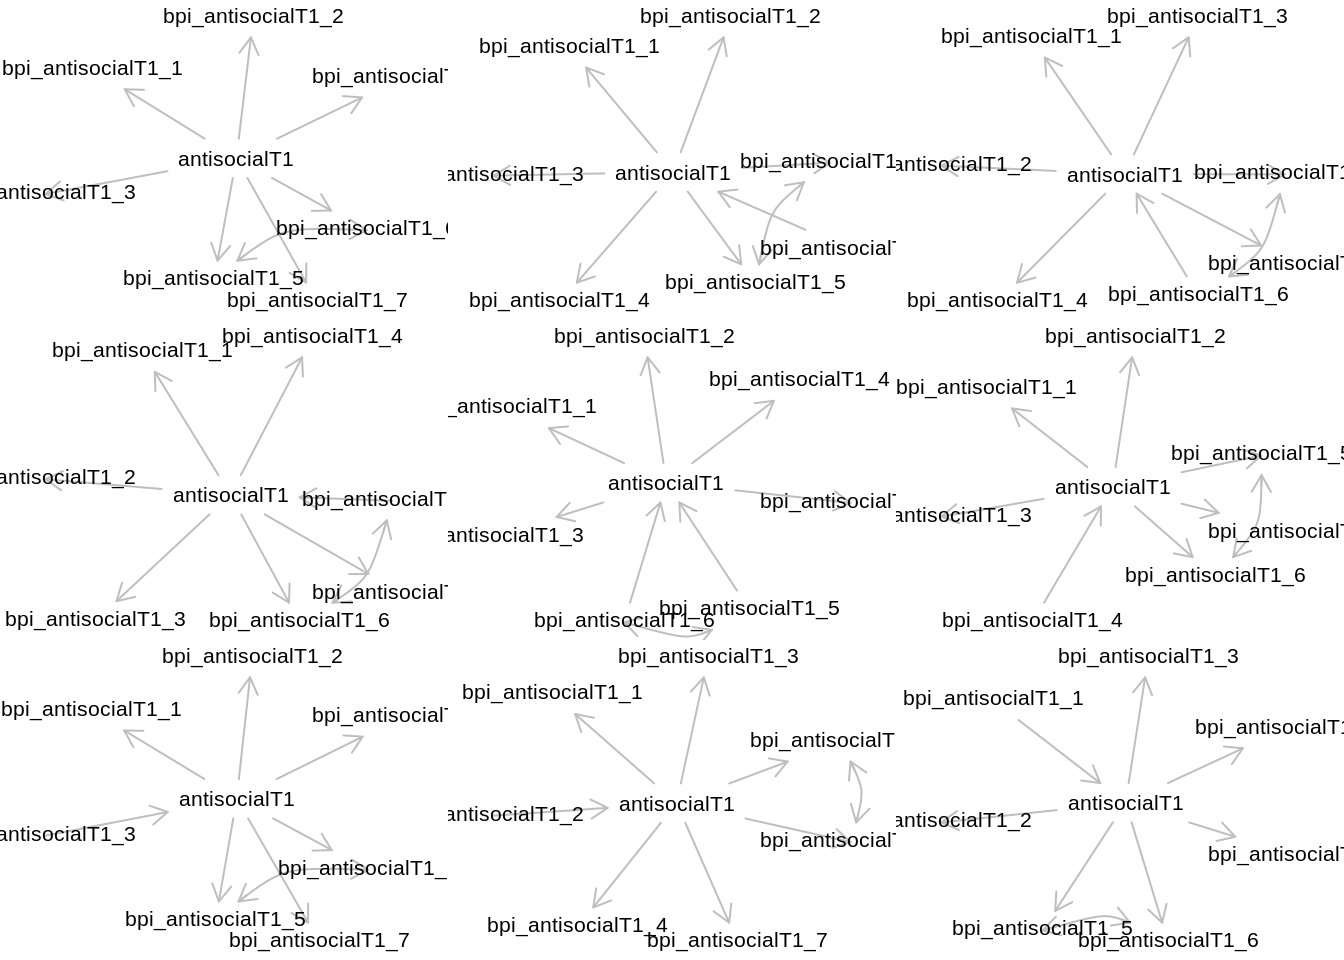 bpi_antisocialT1_2
bpi_antisocialT1_1
bpi_antisocialT
antisocialT1
antisocialT1_3
bpi_antisocialT1_6
bpi_antisocialT1_5
bpi_antisocialT1_7
bpi_antisocialT1_2
bpi_antisocialT1_1
bpi_antisocialT1
antisocialT1
antisocialT1_3
bpi_antisocialT
bpi_antisocialT1_5
bpi_antisocialT1_4
bpi_antisocialT1_3
bpi_antisocialT1_1
antisocialT1_2
antisocialT1
bpi_antisocialT1
bpi_antisocialT
bpi_antisocialT1_4
bpi_antisocialT1_6
bpi_antisocialT1_4
bpi_antisocialT1_1
antisocialT1_2
antisocialT1
bpi_antisocialT
bpi_antisocialT
bpi_antisocialT1_3
bpi_antisocialT1_6
bpi_antisocialT1_2
bpi_antisocialT1_4
_antisocialT1_1
antisocialT1
bpi_antisocialT
antisocialT1_3
bpi_antisocialT1_5
bpi_antisocialT1_6
bpi_antisocialT1_2
bpi_antisocialT1_1
bpi_antisocialT1_5
antisocialT1
antisocialT1_3
bpi_antisocialT
bpi_antisocialT1_6
bpi_antisocialT1_4
bpi_antisocialT1_2
bpi_antisocialT1_1
bpi_antisocialT
antisocialT1
antisocialT1_3
bpi_antisocialT1_
bpi_antisocialT1_5
bpi_antisocialT1_7
bpi_antisocialT1_3
bpi_antisocialT1_1
bpi_antisocialT
antisocialT1
antisocialT1_2
bpi_antisocialT
bpi_antisocialT1_4
bpi_antisocialT1_7
bpi_antisocialT1_3
bpi_antisocialT1_1
bpi_antisocialT1
antisocialT1
antisocialT1_2
bpi_antisocialT
bpi_antisocialT1_5
bpi_antisocialT1_6